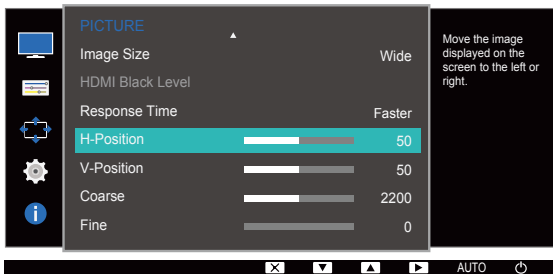 PICTURE
Image Size Wide
HDMI Black Level
Response Time Faster
H-Position 50
V-Position 50
Coarse 2200
Fine 0
Move the image
displayed on the
screen to the left or
right.
AUTO